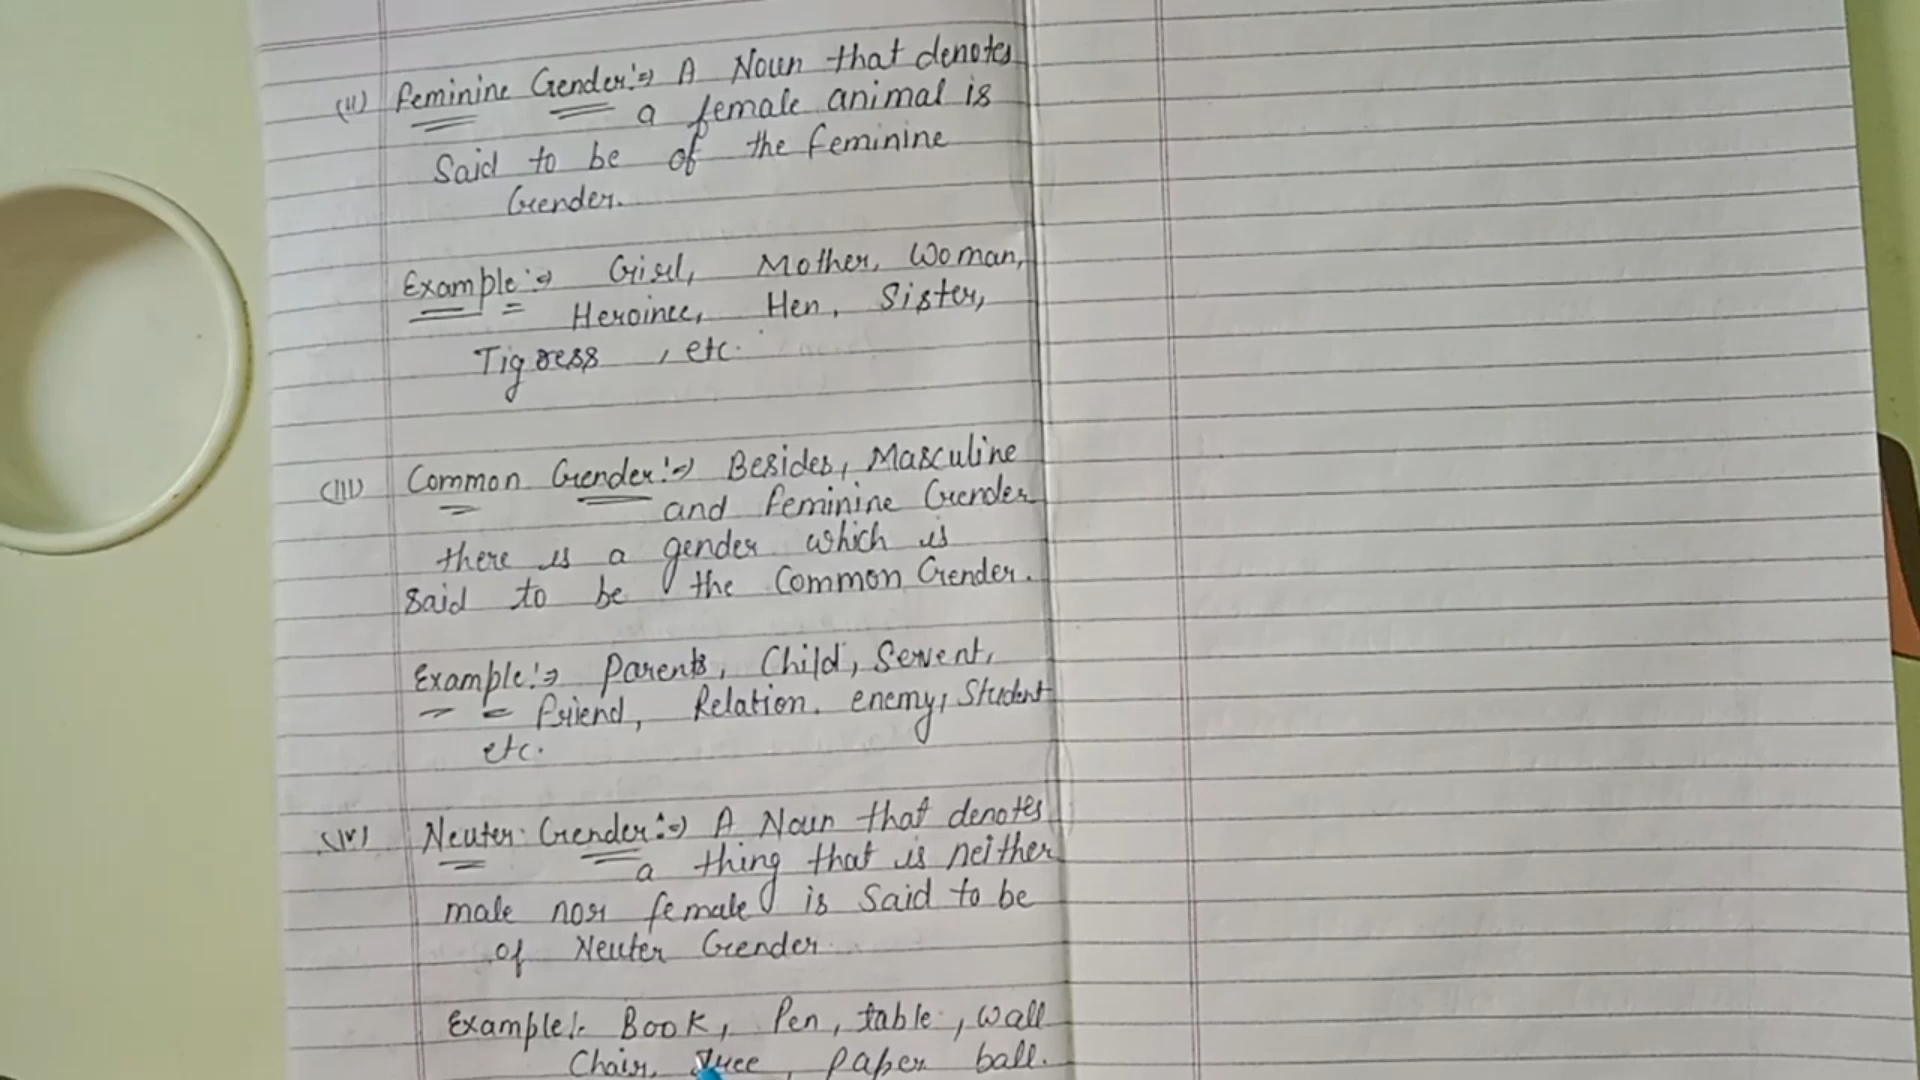 (II) Feminine Gender:⇒ A Noun that denotes
a female animal is
Said to be of the Feminine
Gender.
Example:⇒ Girl, Mother, Woman,
Heroinee, Hen, Sister,
Tigress, etc.
(III) Common Gender:⇒ Besides, Masculine
and Feminine Gender
there is a gender which is
said to be the Common Gender.
Example:⇒ Parents, Child, Servent,
Friend, Relation, enemy, Student
etc.
(IV) Neuter Gender:⇒ A Noun that denotes
a thing that is neither
male nor female is Said to be
of Neuter Gender
Example:- Book, Pen, table, wall
Chair, paper ball.